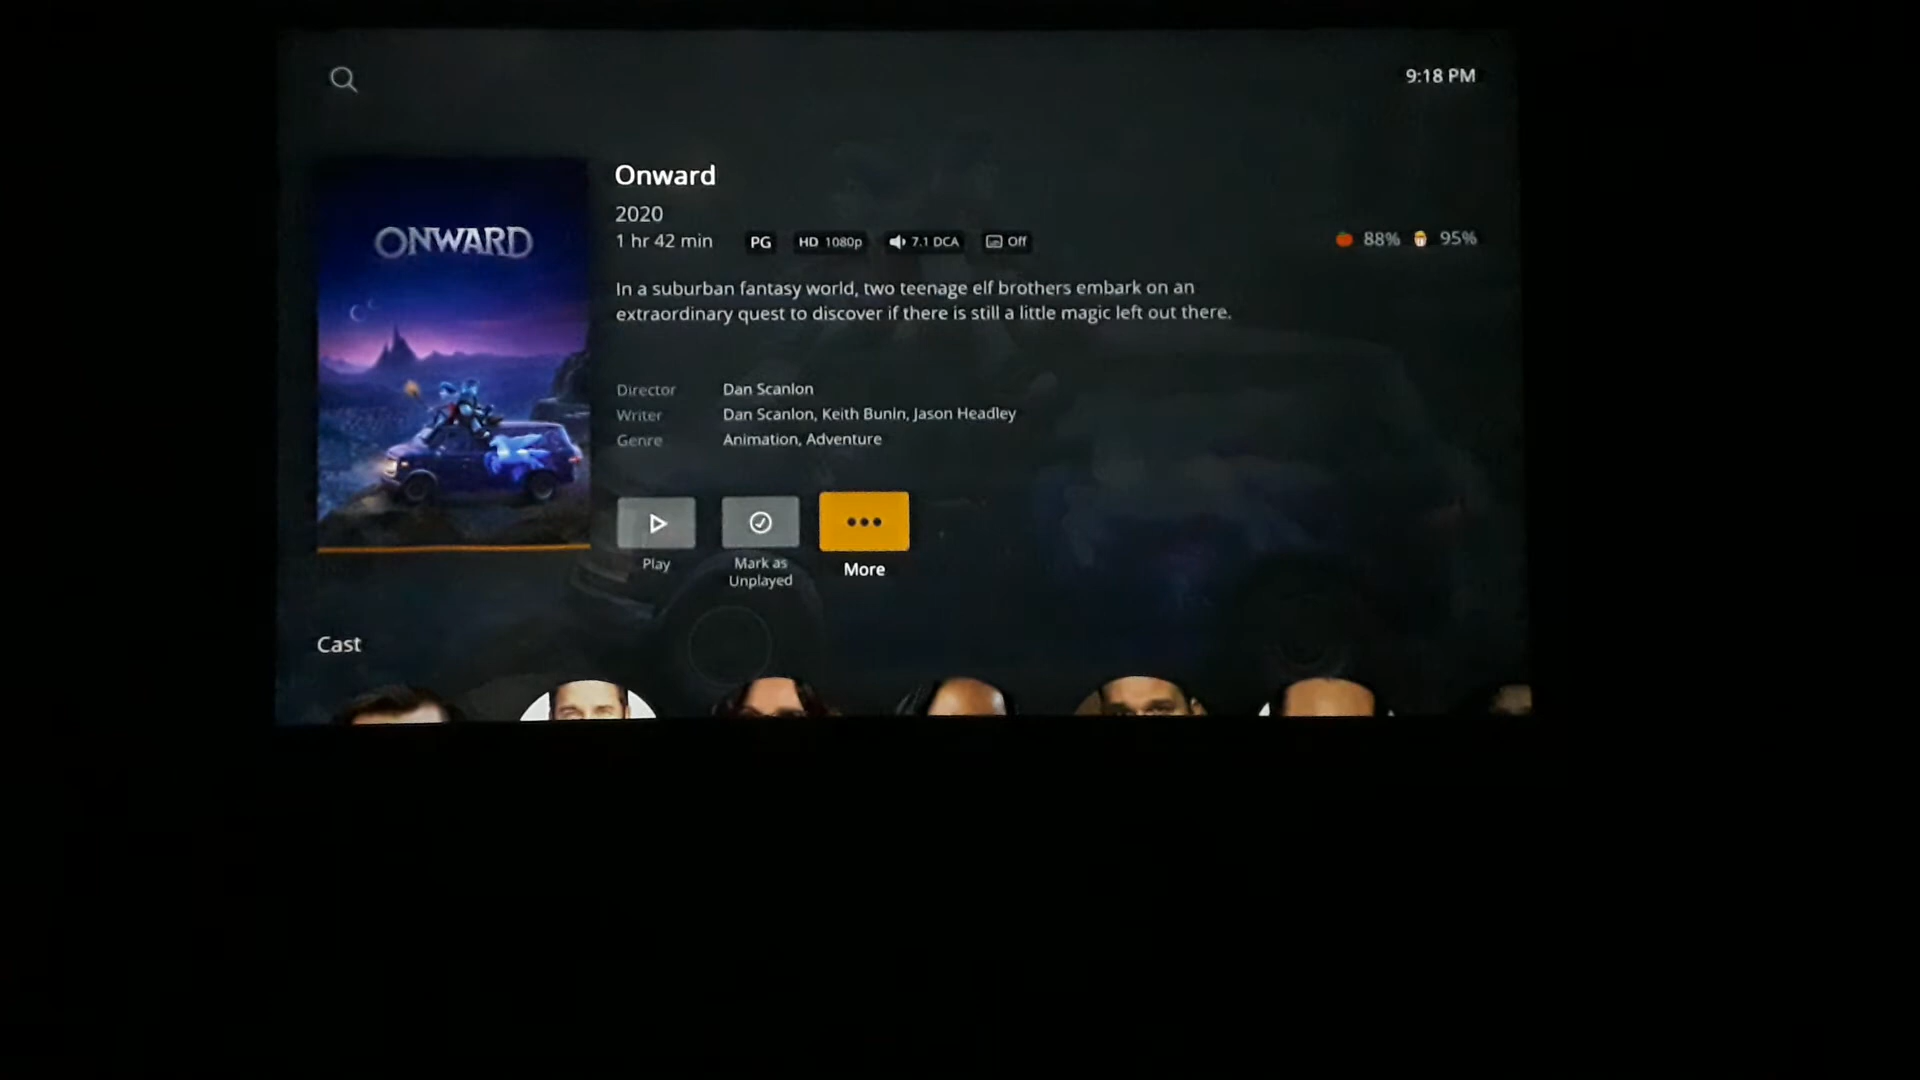 9:18 PM
ONWARD
Onward
2020
1 hr 42 min PG HD 1080p 7.1 DCA Off 88% 95%
In a suburban fantasy world, two teenage elf brothers embark on an
extraordinary quest to discover if there is still a little magic left out there.
Director Dan Scanlon
Writer Dan Scanlon, Keith Bunin, Jason Headley
Genre Animation, Adventure
Play
Mark as
Unplayed
More
Cast